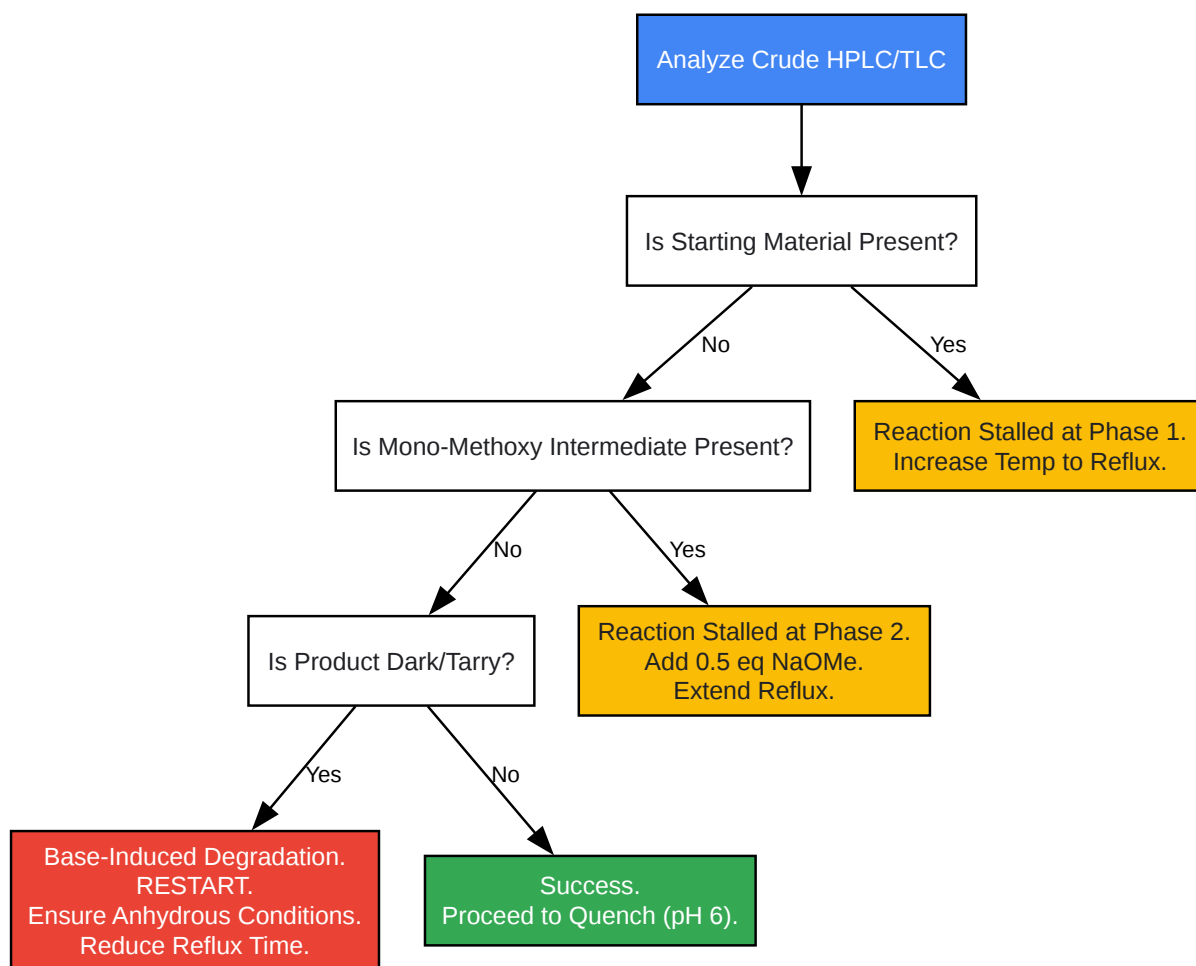 Analyze Crude HPLC/TLC
Is Starting Material Present?
No
Yes
Is Mono-Methoxy Intermediate Present?
Reaction Stalled at Phase 1.
Increase Temp to Reflux.
No
Yes
Is Product Dark/Tarry?
Reaction Stalled at Phase 2.
Add 0.5 eq NaOMe.
Extend Reflux.
Yes
No
Base-Induced Degradation.
RESTART.
Ensure Anhydrous Conditions.
Reduce Reflux Time.
Success.
Proceed to Quench (pH 6).